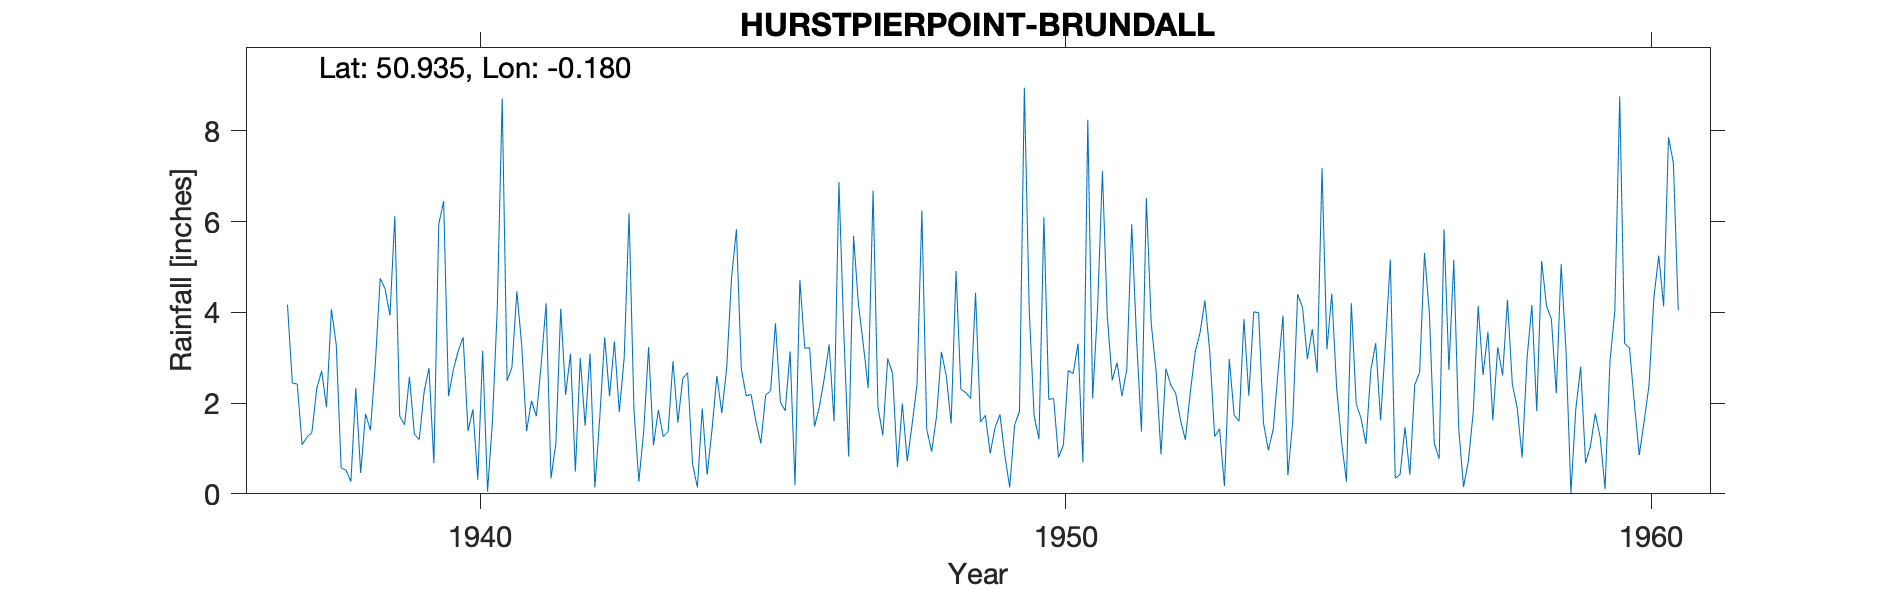 HURSTPIERPOINT-BRUNDALL
Lat: 50.935, Lon: -0.180
8
6
4
2
0
Rainfall [inches]
1940 1950 1960
Year